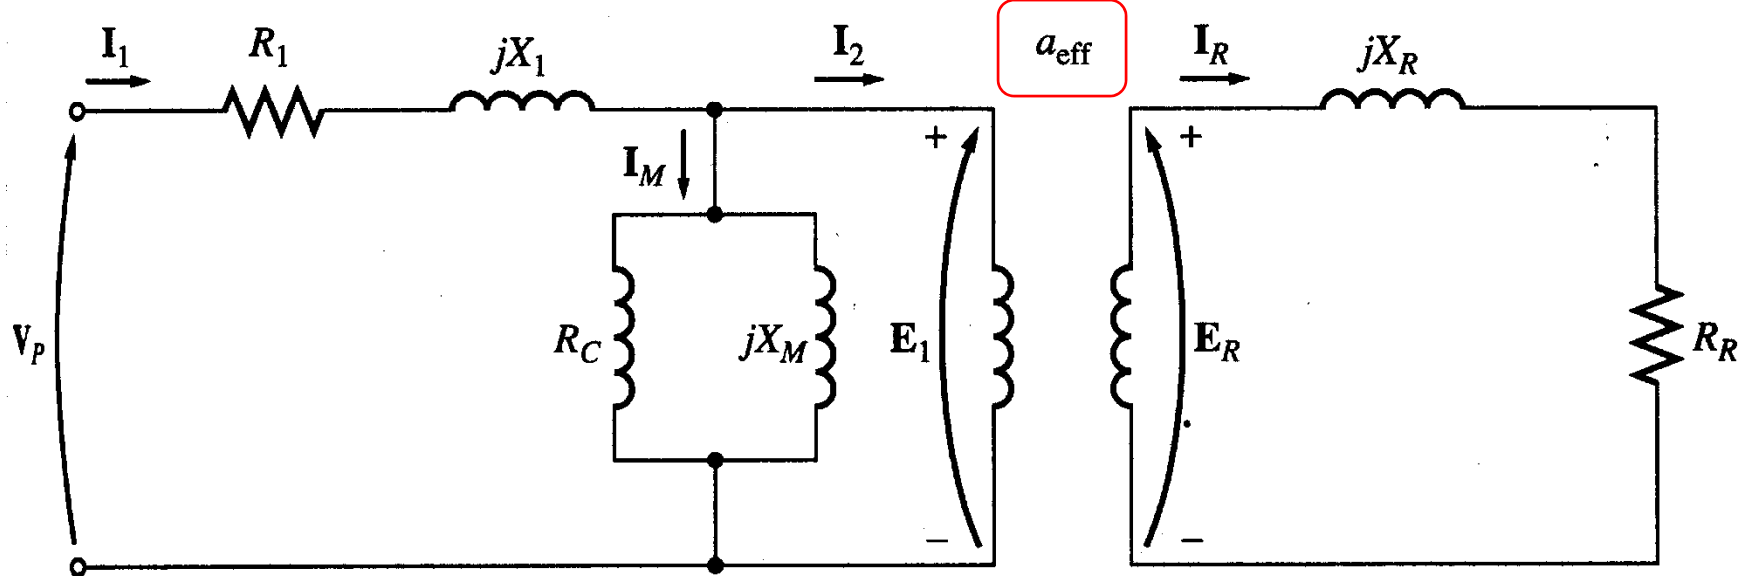 I1
R1
jX1
I2
aeff
IR
jXR
+
+
IM
VP
RC
jXM
E1
ER
RR
–
–